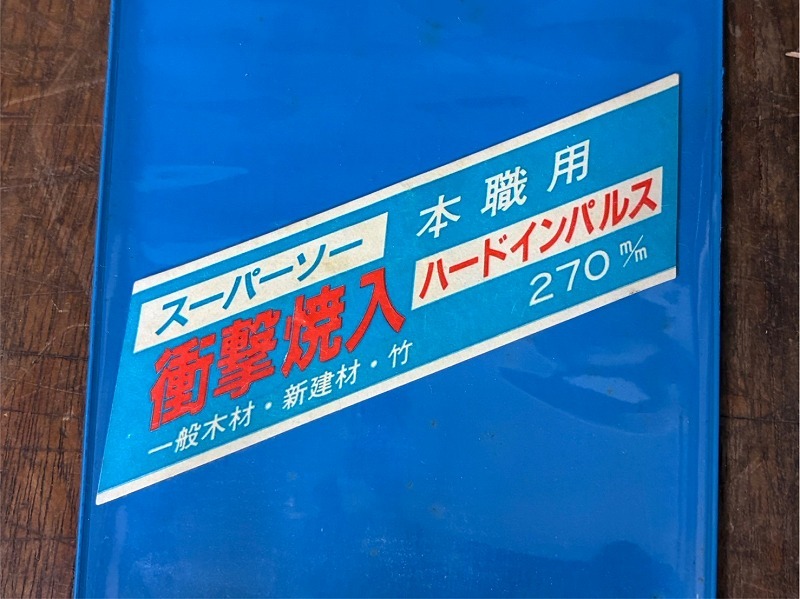 スーパーソー
衝撃焼入
一般木材・新建材・竹
本職用
ハードインパルス
270m/m